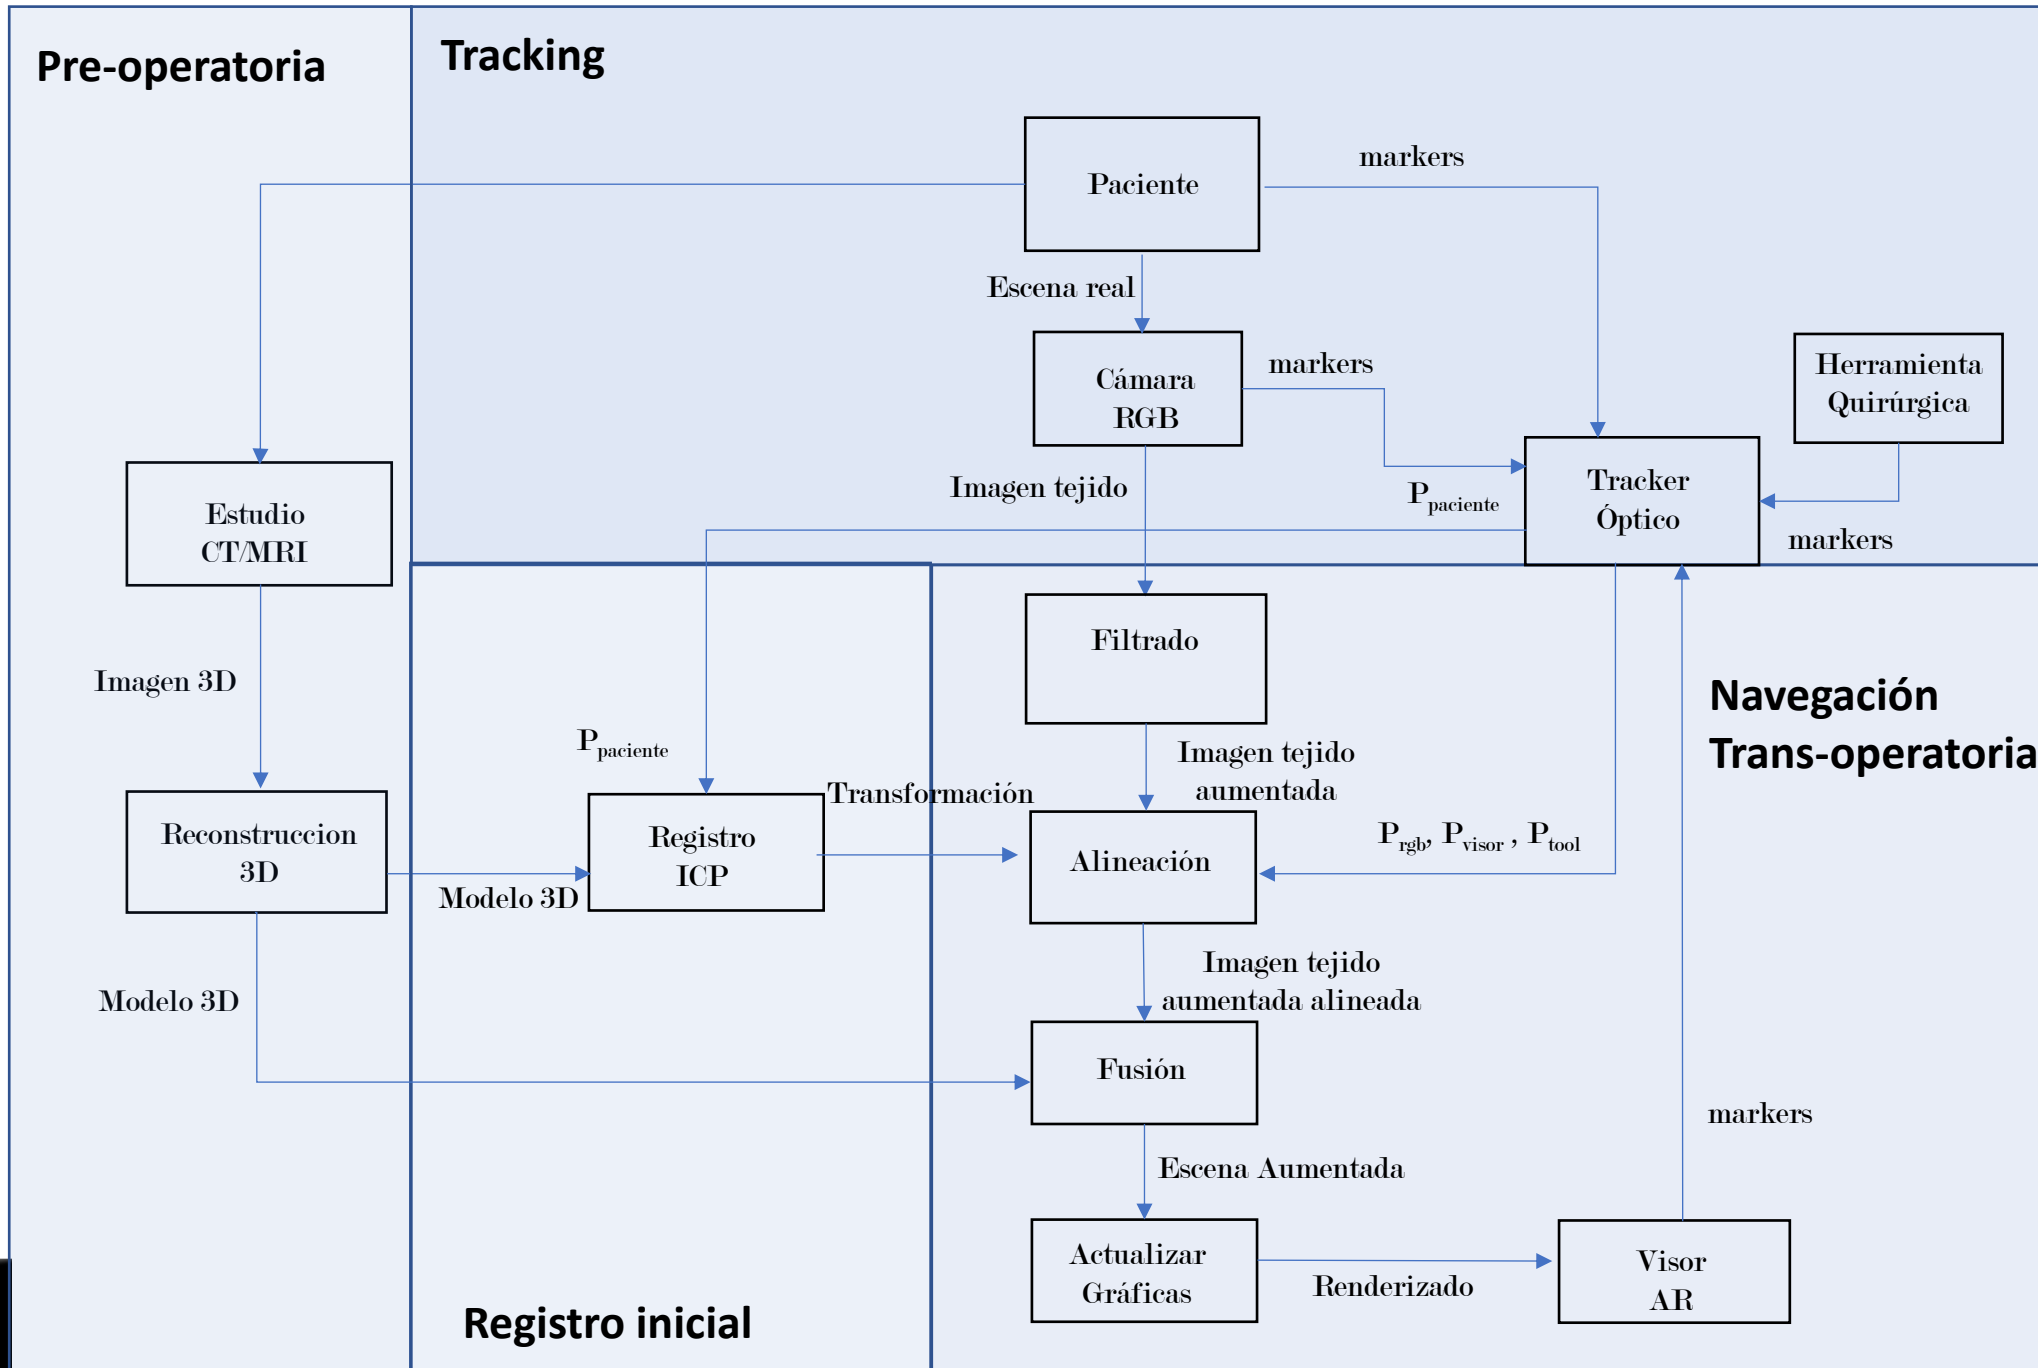 Pre-operatoria
Tracking
Paciente
markers
Escena real
Cámara
RGB
markers
Herramienta
Quirúrgica
Imagen tejido
P paciente
Tracker
Óptico
markers
Estudio
CT/MRI
Filtrado
Imagen 3D
Navegación
Trans-operatoria
P paciente
Imagen tejido
aumentada
Transformación
Reconstruccion
3D
Registro
ICP
Alineación
P rgb, P visor , P tool
Modelo 3D
Imagen tejido
aumentada alineada
Modelo 3D
Fusión
markers
Escena Aumentada
Actualizar
Gráficas
Renderizado
Visor
AR
Registro inicial